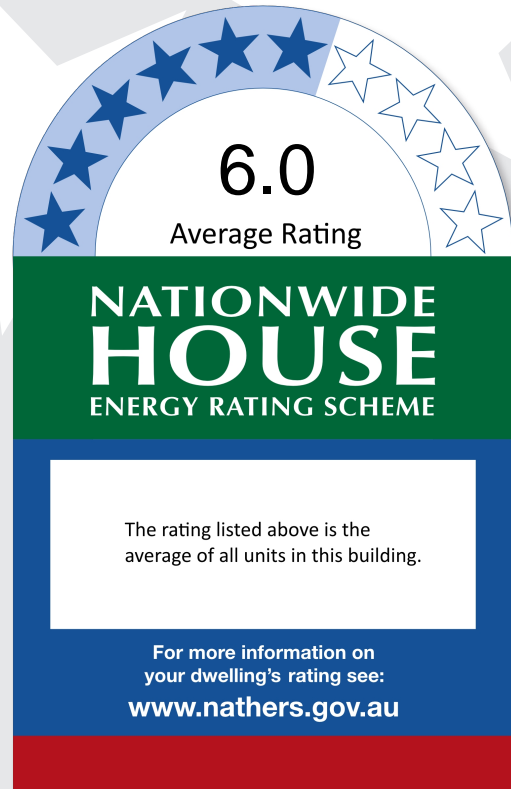 6.0
Average Rating
NATIONWIDE
HOUSE
ENERGY RATING SCHEME
The rating listed above is the
average of all units in this building.
For more information on
your dwelling's rating see:
www.nathers.gov.au